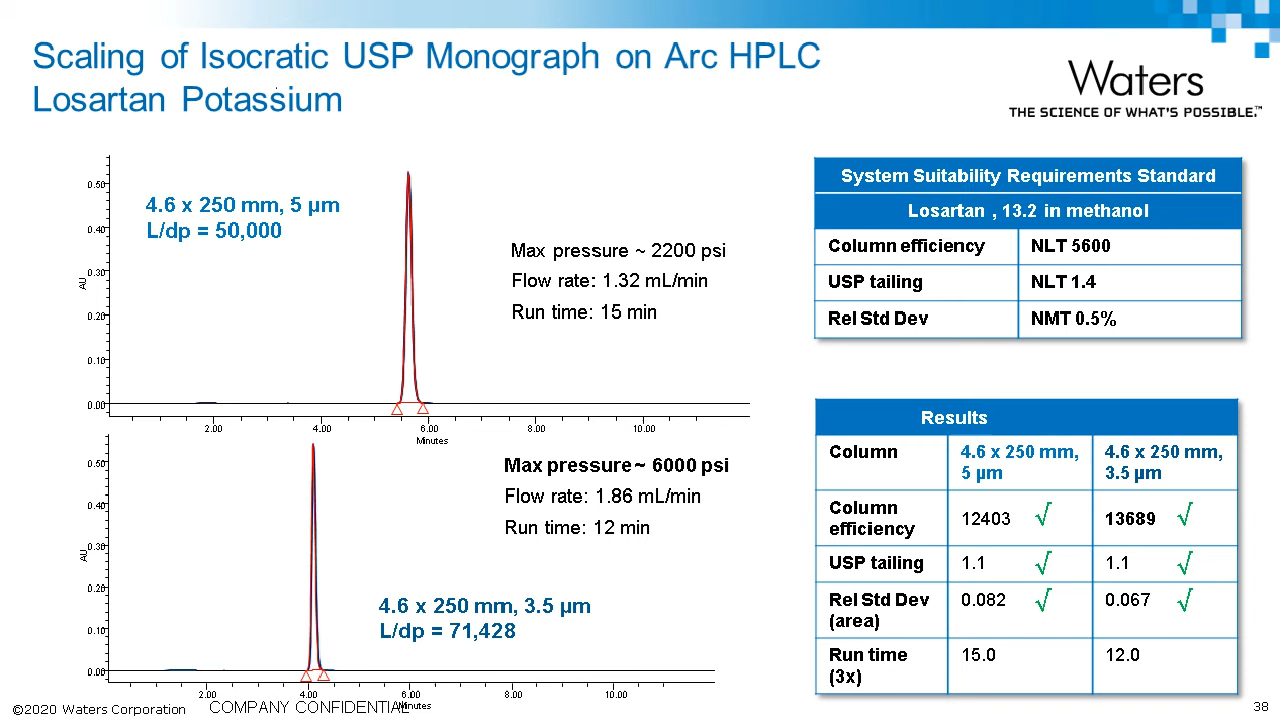 Scaling of Isocratic USP Monograph on Arc HPLC
Losartan Potassium
Waters
THE SCIENCE OF WHAT'S POSSIBLE.™
4.6 x 250 mm, 5 µm
L/dp = 50,000
Max pressure ~ 2200 psi
Flow rate: 1.32 mL/min
Run time: 15 min
AU
0.50
0.40
0.30
0.20
0.10
0.00
2.00 4.00 6.00 8.00 10.00
Minutes
Max pressure ~ 6000 psi
Flow rate: 1.86 mL/min
Run time: 12 min
4.6 x 250 mm, 3.5 µm
L/dp = 71,428
AU
0.50
0.40
0.30
0.20
0.10
0.00
2.00 4.00 6.00 8.00 10.00
Minutes
System Suitability Requirements Standard
Losartan , 13.2 in methanol
Column efficiency NLT 5600
USP tailing NLT 1.4
Rel Std Dev NMT 0.5%
Results
Column 4.6 x 250 mm, 4.6 x 250 mm,
5 µm 3.5 µm
Column
efficiency 12403 √ 13689 √
USP tailing 1.1 √ 1.1 √
Rel Std Dev 0.082 √ 0.067 √
(area)
Run time 15.0 12.0
(3x)
©2020 Waters Corporation COMPANY CONFIDENTIAL 38